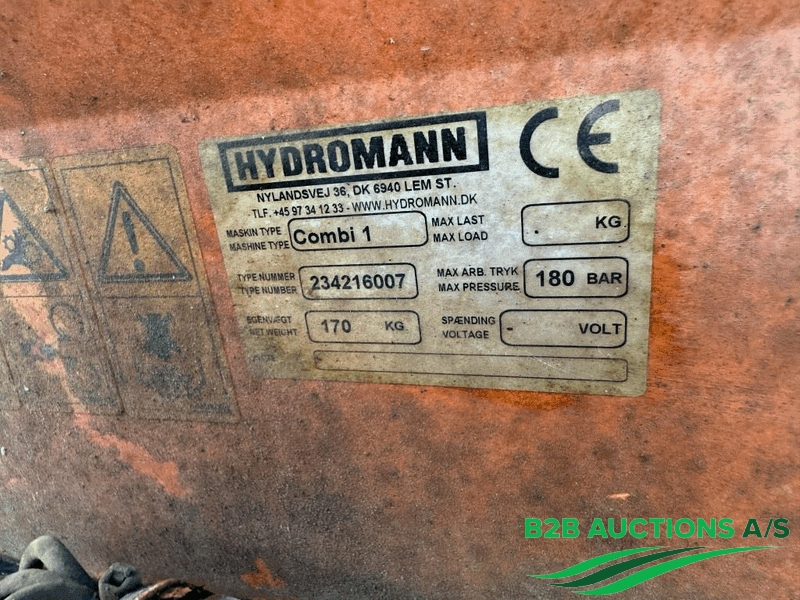 HYDROMANN
CE
NYLANDSVEJ 36, DK 6940 LEM ST.
TLF. +45 97 34 12 33 - WWW.HYDROMANN.DK
MASKIN TYPE
MASHINE TYPE
Combi 1
MAX LAST
MAX LOAD
. KG
TYPE NUMMER
TYPE NUMBER
234216007
MAX ARB. TRYK
MAX PRESSURE
180 BAR
EGENVÆGT
NET WEIGHT
170 KG
SPÆNDING
VOLTAGE
- VOLT
B2B AUCTIONS A/S